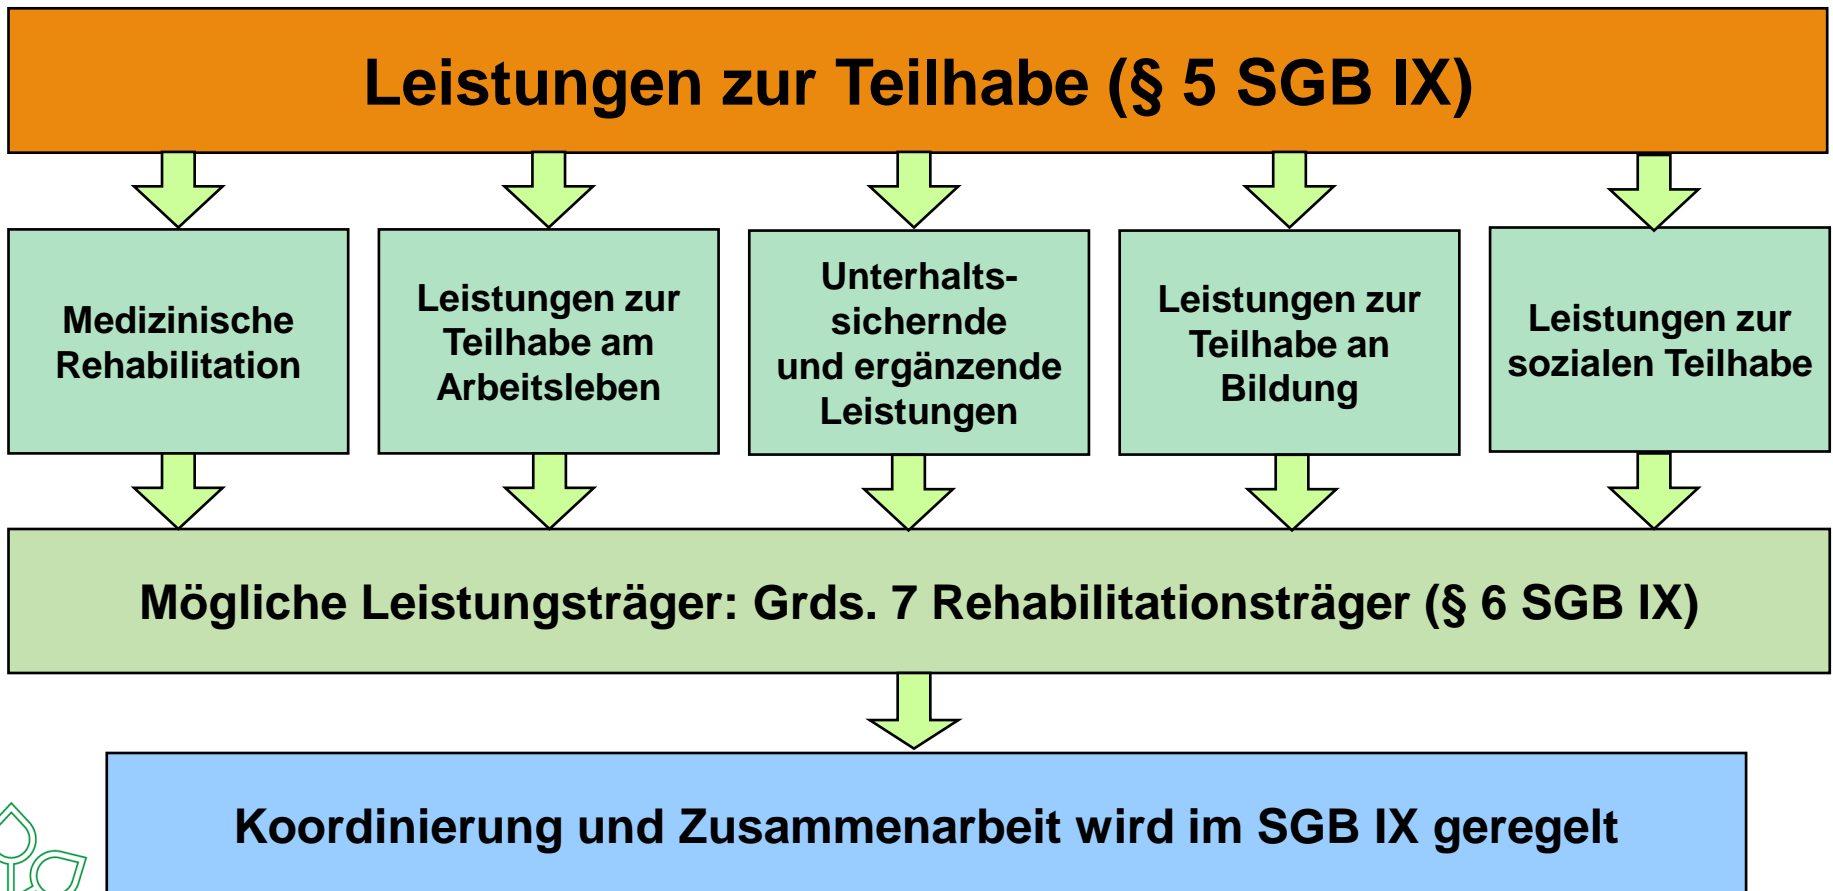 Leistungen zur Teilhabe (§ 5 SGB IX)
Medizinische
Rehabilitation
Leistungen zur
Teilhabe am
Arbeitsleben
Unterhalts-
sichernde
und ergänzende
Leistungen
Leistungen zur
Teilhabe an
Bildung
Leistungen zur
sozialen Teilhabe
Mögliche Leistungsträger: Grds. 7 Rehabilitationsträger (§ 6 SGB IX)
Koordinierung und Zusammenarbeit wird im SGB IX geregelt